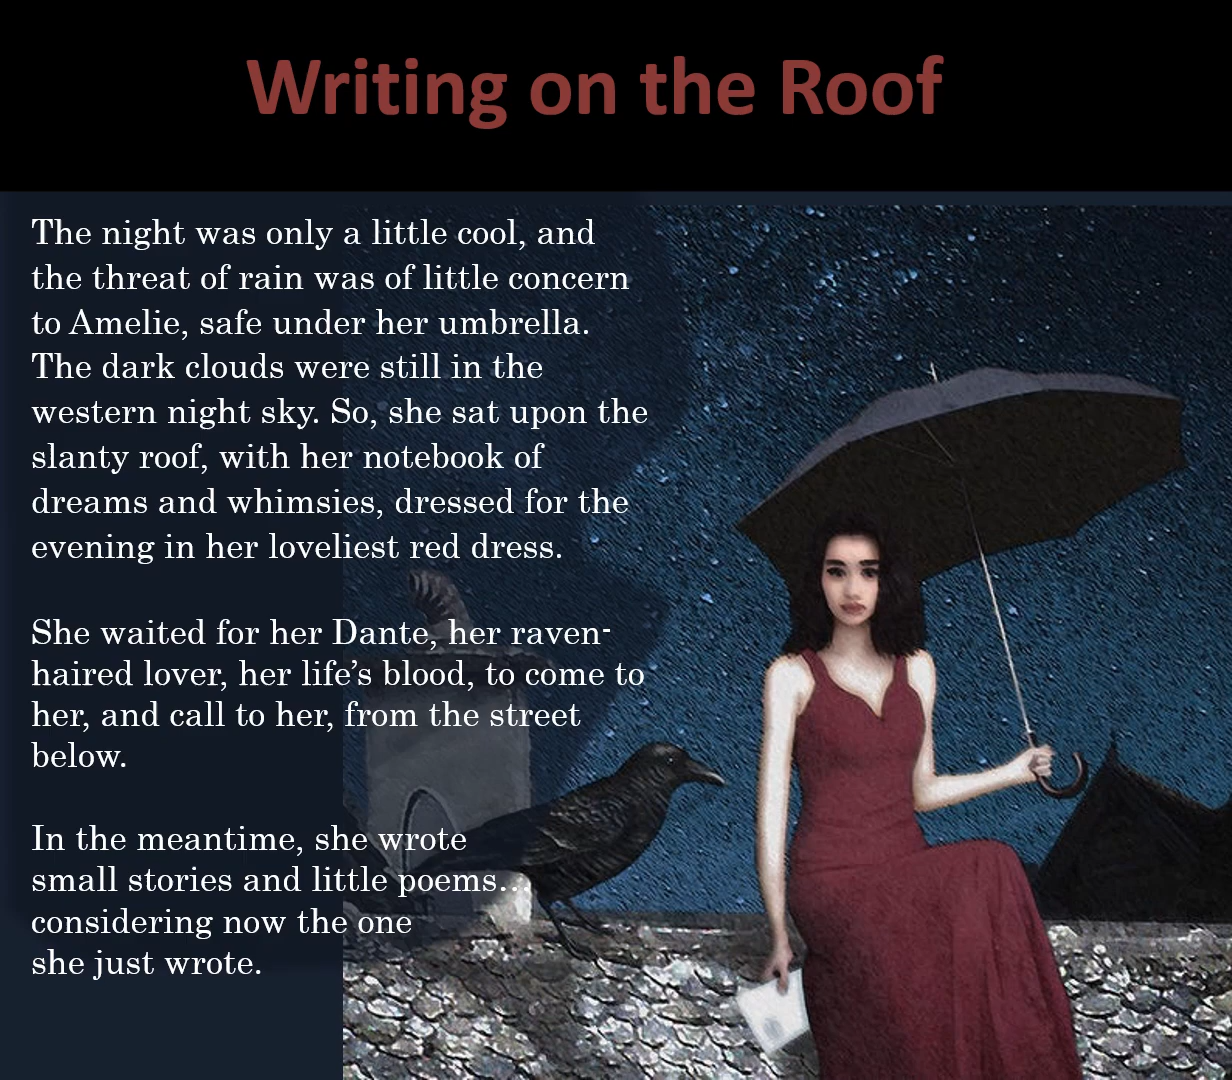 Writing on the Roof
The night was only a little cool, and
the threat of rain was of little concern
to Amelie, safe under her umbrella.
The dark clouds were still in the
western night sky. So, she sat upon the
slanty roof, with her notebook of
dreams and whimsies, dressed for the
evening in her loveliest red dress.
She waited for her Dante, her raven-
haired lover, her life’s blood, to come to
her, and call to her, from the street
below.
In the meantime, she wrote
small stories and little poems…
considering now the one
she just wrote.